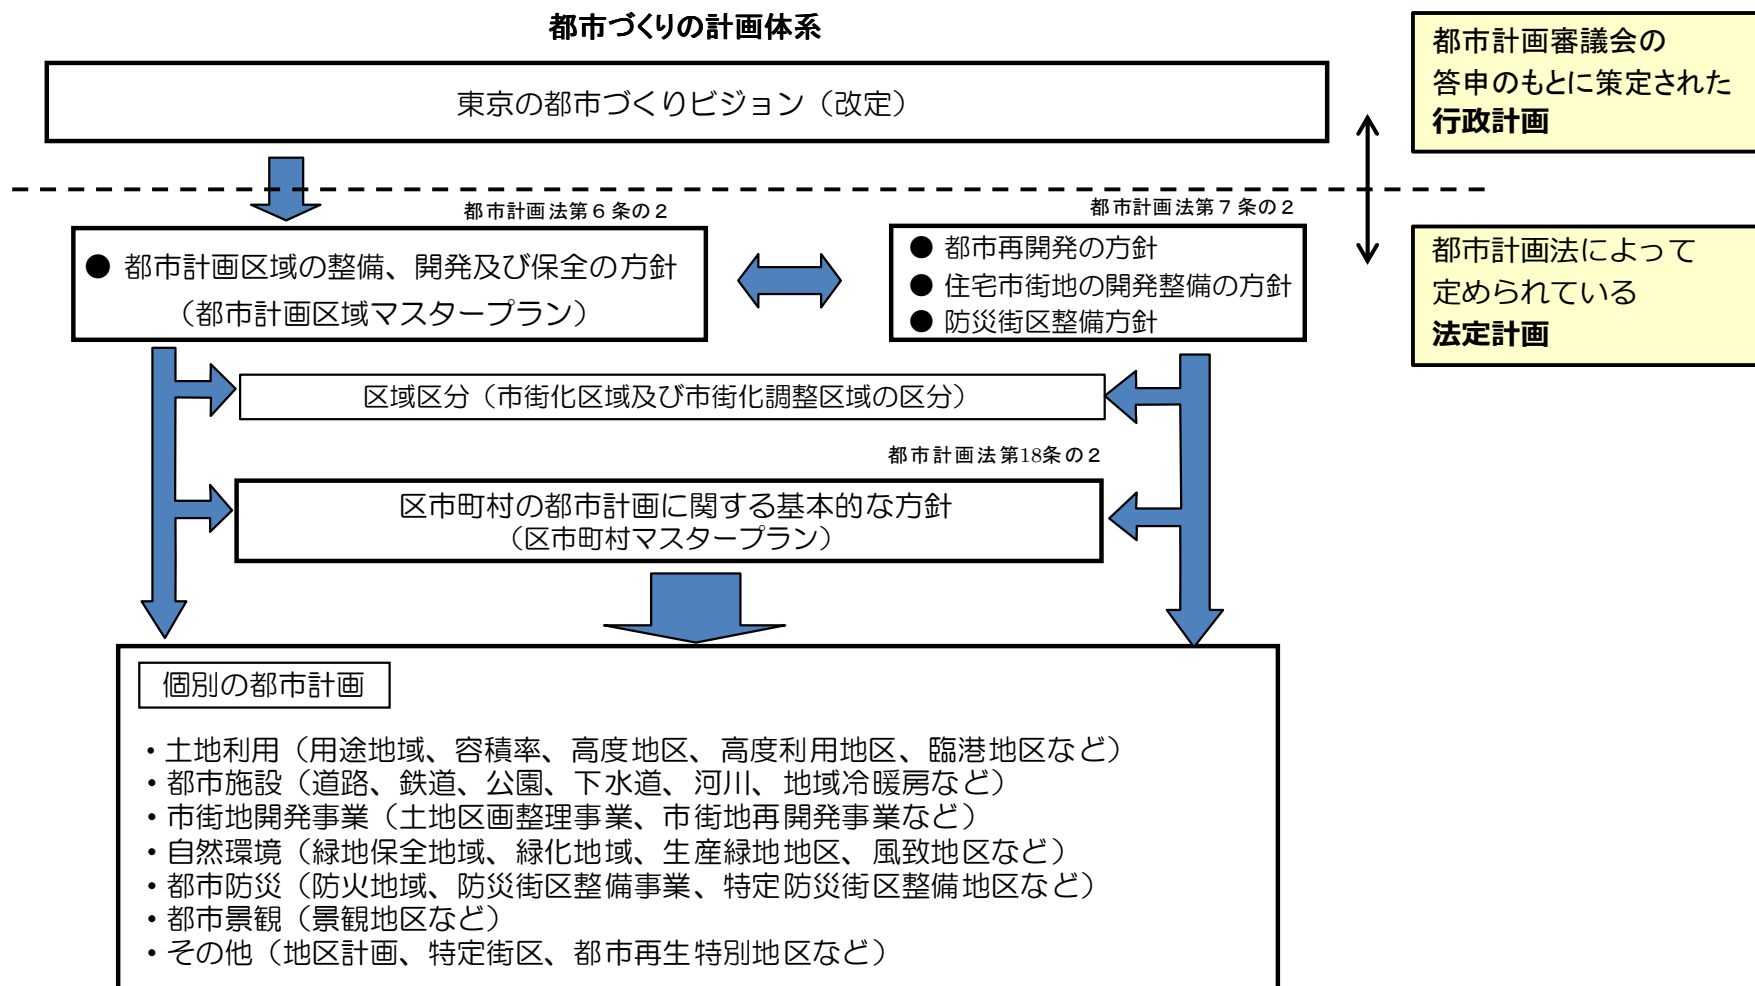 都市づくりの計画体系
東京の都市づくりビジョン（改定）
都市計画審議会の
答申のもとに策定された
行政計画
都市計画法第６条の２
● 都市計画区域の整備、開発及び保全の方針
（都市計画区域マスタープラン）
都市計画法第７条の２
● 都市再開発の方針
● 住宅市街地の開発整備の方針
● 防災街区整備方針
都市計画法によって
定められている
法定計画
区域区分（市街化区域及び市街化調整区域の区分）
都市計画法第18条の２
区市町村の都市計画に関する基本的な方針
（区市町村マスタープラン）
個別の都市計画
・土地利用（用途地域、容積率、高度地区、高度利用地区、臨港地区など）
・都市施設（道路、鉄道、公園、下水道、河川、地域冷暖房など）
・市街地開発事業（土地区画整理事業、市街地再開発事業など）
・自然環境（緑地保全地域、緑化地域、生産緑地地区、風致地区など）
・都市防災（防火地域、防災街区整備事業、特定防災街区整備地区など）
・都市景観（景観地区など）
・その他（地区計画、特定街区、都市再生特別地区など）